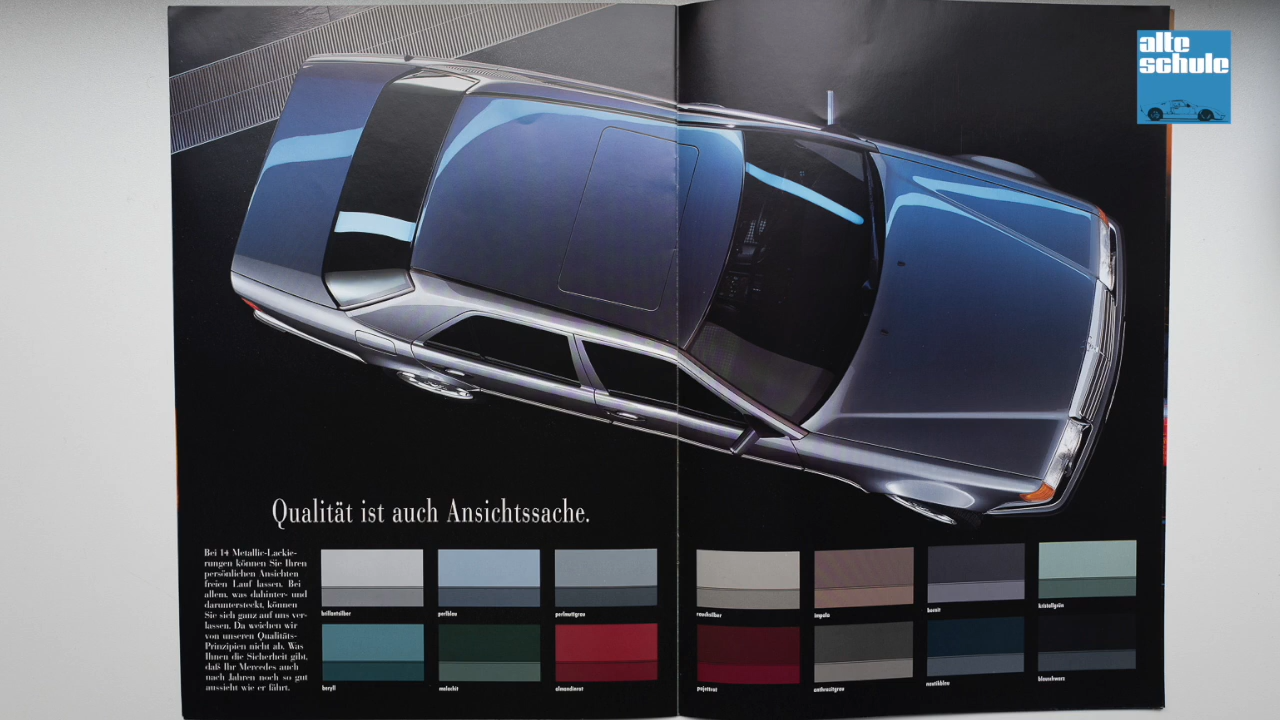 alte
schule
Qualität ist auch Ansichtssache.
Bei 14 Metallic-Lackie-
rungen können Sie Ihren
persönlichen Ansichten
freien Lauf lassen. Bei
allem, was dahinter- und
daruntersteckt, können
Sie sich ganz auf uns ver-
lassen. Da weichen wir
von unseren Qualitäts-
Prinzipien nicht ab. Was
Ihnen die Sicherheit gibt,
daß Ihr Mercedes auch
nach Jahren noch so gut
aussieht wie er fährt.
brillantsilber
perlblau
perlmuttgrau
rauchsilber
impala
bornit
kristallgrün
beryll
malachit
almandinrot
pajettrot
anthrazitgrau
nautikblau
blauschwarz